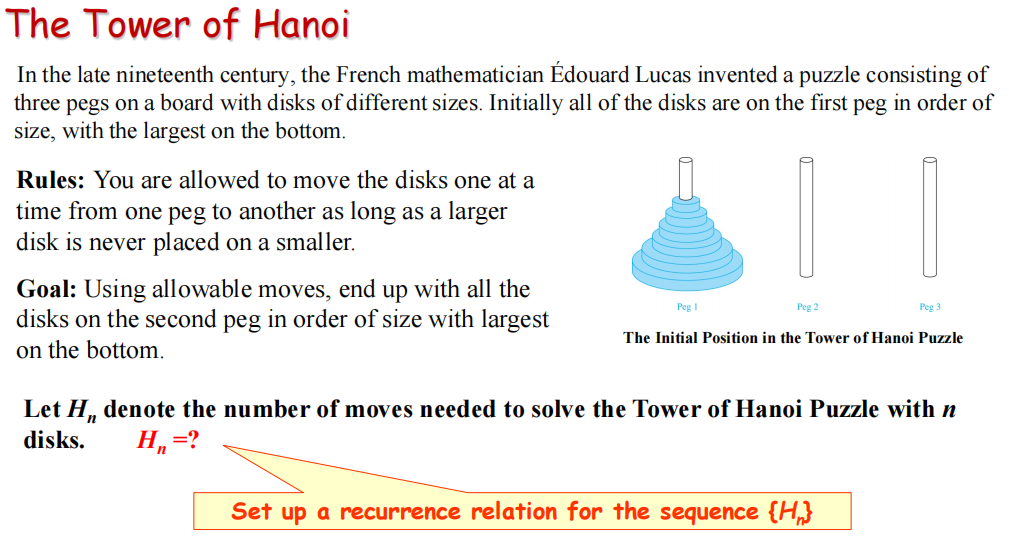 The Tower of Hanoi
In the late nineteenth century, the French mathematician Édouard Lucas invented a puzzle consisting of
three pegs on a board with disks of different sizes. Initially all of the disks are on the first peg in order of
size, with the largest on the bottom.
Rules: You are allowed to move the disks one at a
time from one peg to another as long as a larger
disk is never placed on a smaller.
Goal: Using allowable moves, end up with all the
disks on the second peg in order of size with largest
on the bottom.
Peg 1 Peg 2 Peg 3
The Initial Position in the Tower of Hanoi Puzzle
Let Hn denote the number of moves needed to solve the Tower of Hanoi Puzzle with n
disks. Hn =?
Set up a recurrence relation for the sequence {Hn}